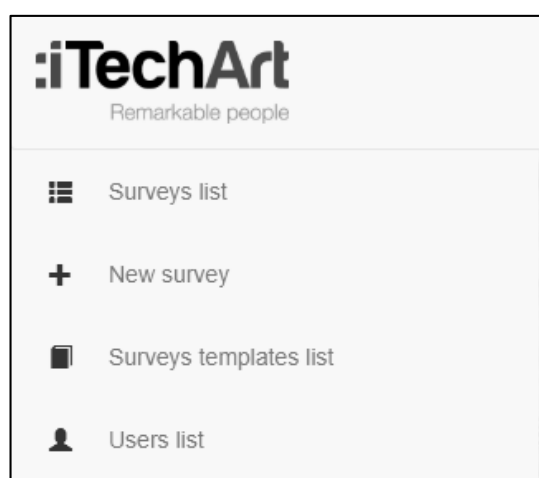 :iTechArt
Remarkable people
Surveys list
New survey
Surveys templates list
Users list